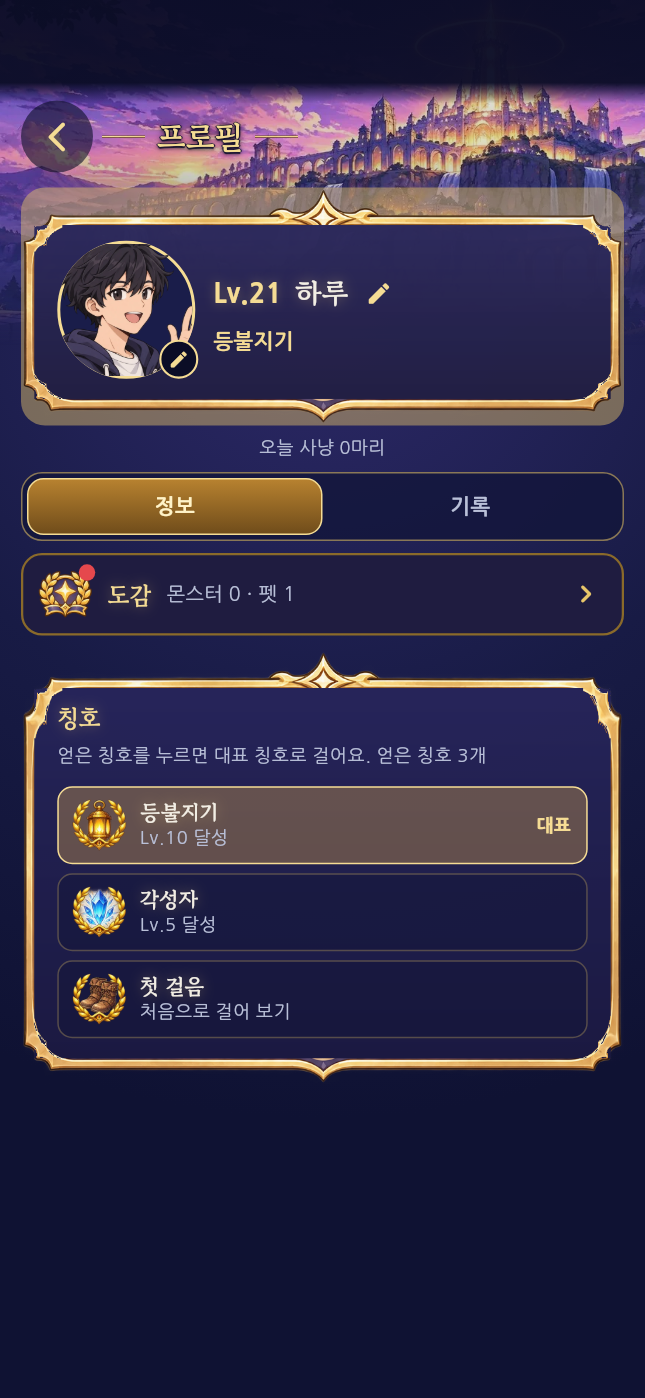 프로필
Lv.21 하루
등불지기
오늘 사냥 0마리
정보
기록
도감 몬스터 0 · 펫 1
칭호
얻은 칭호를 누르면 대표 칭호로 걸어요. 얻은 칭호 3개
등불지기
Lv.10 달성
대표
각성자
Lv.5 달성
첫 걸음
처음으로 걸어 보기